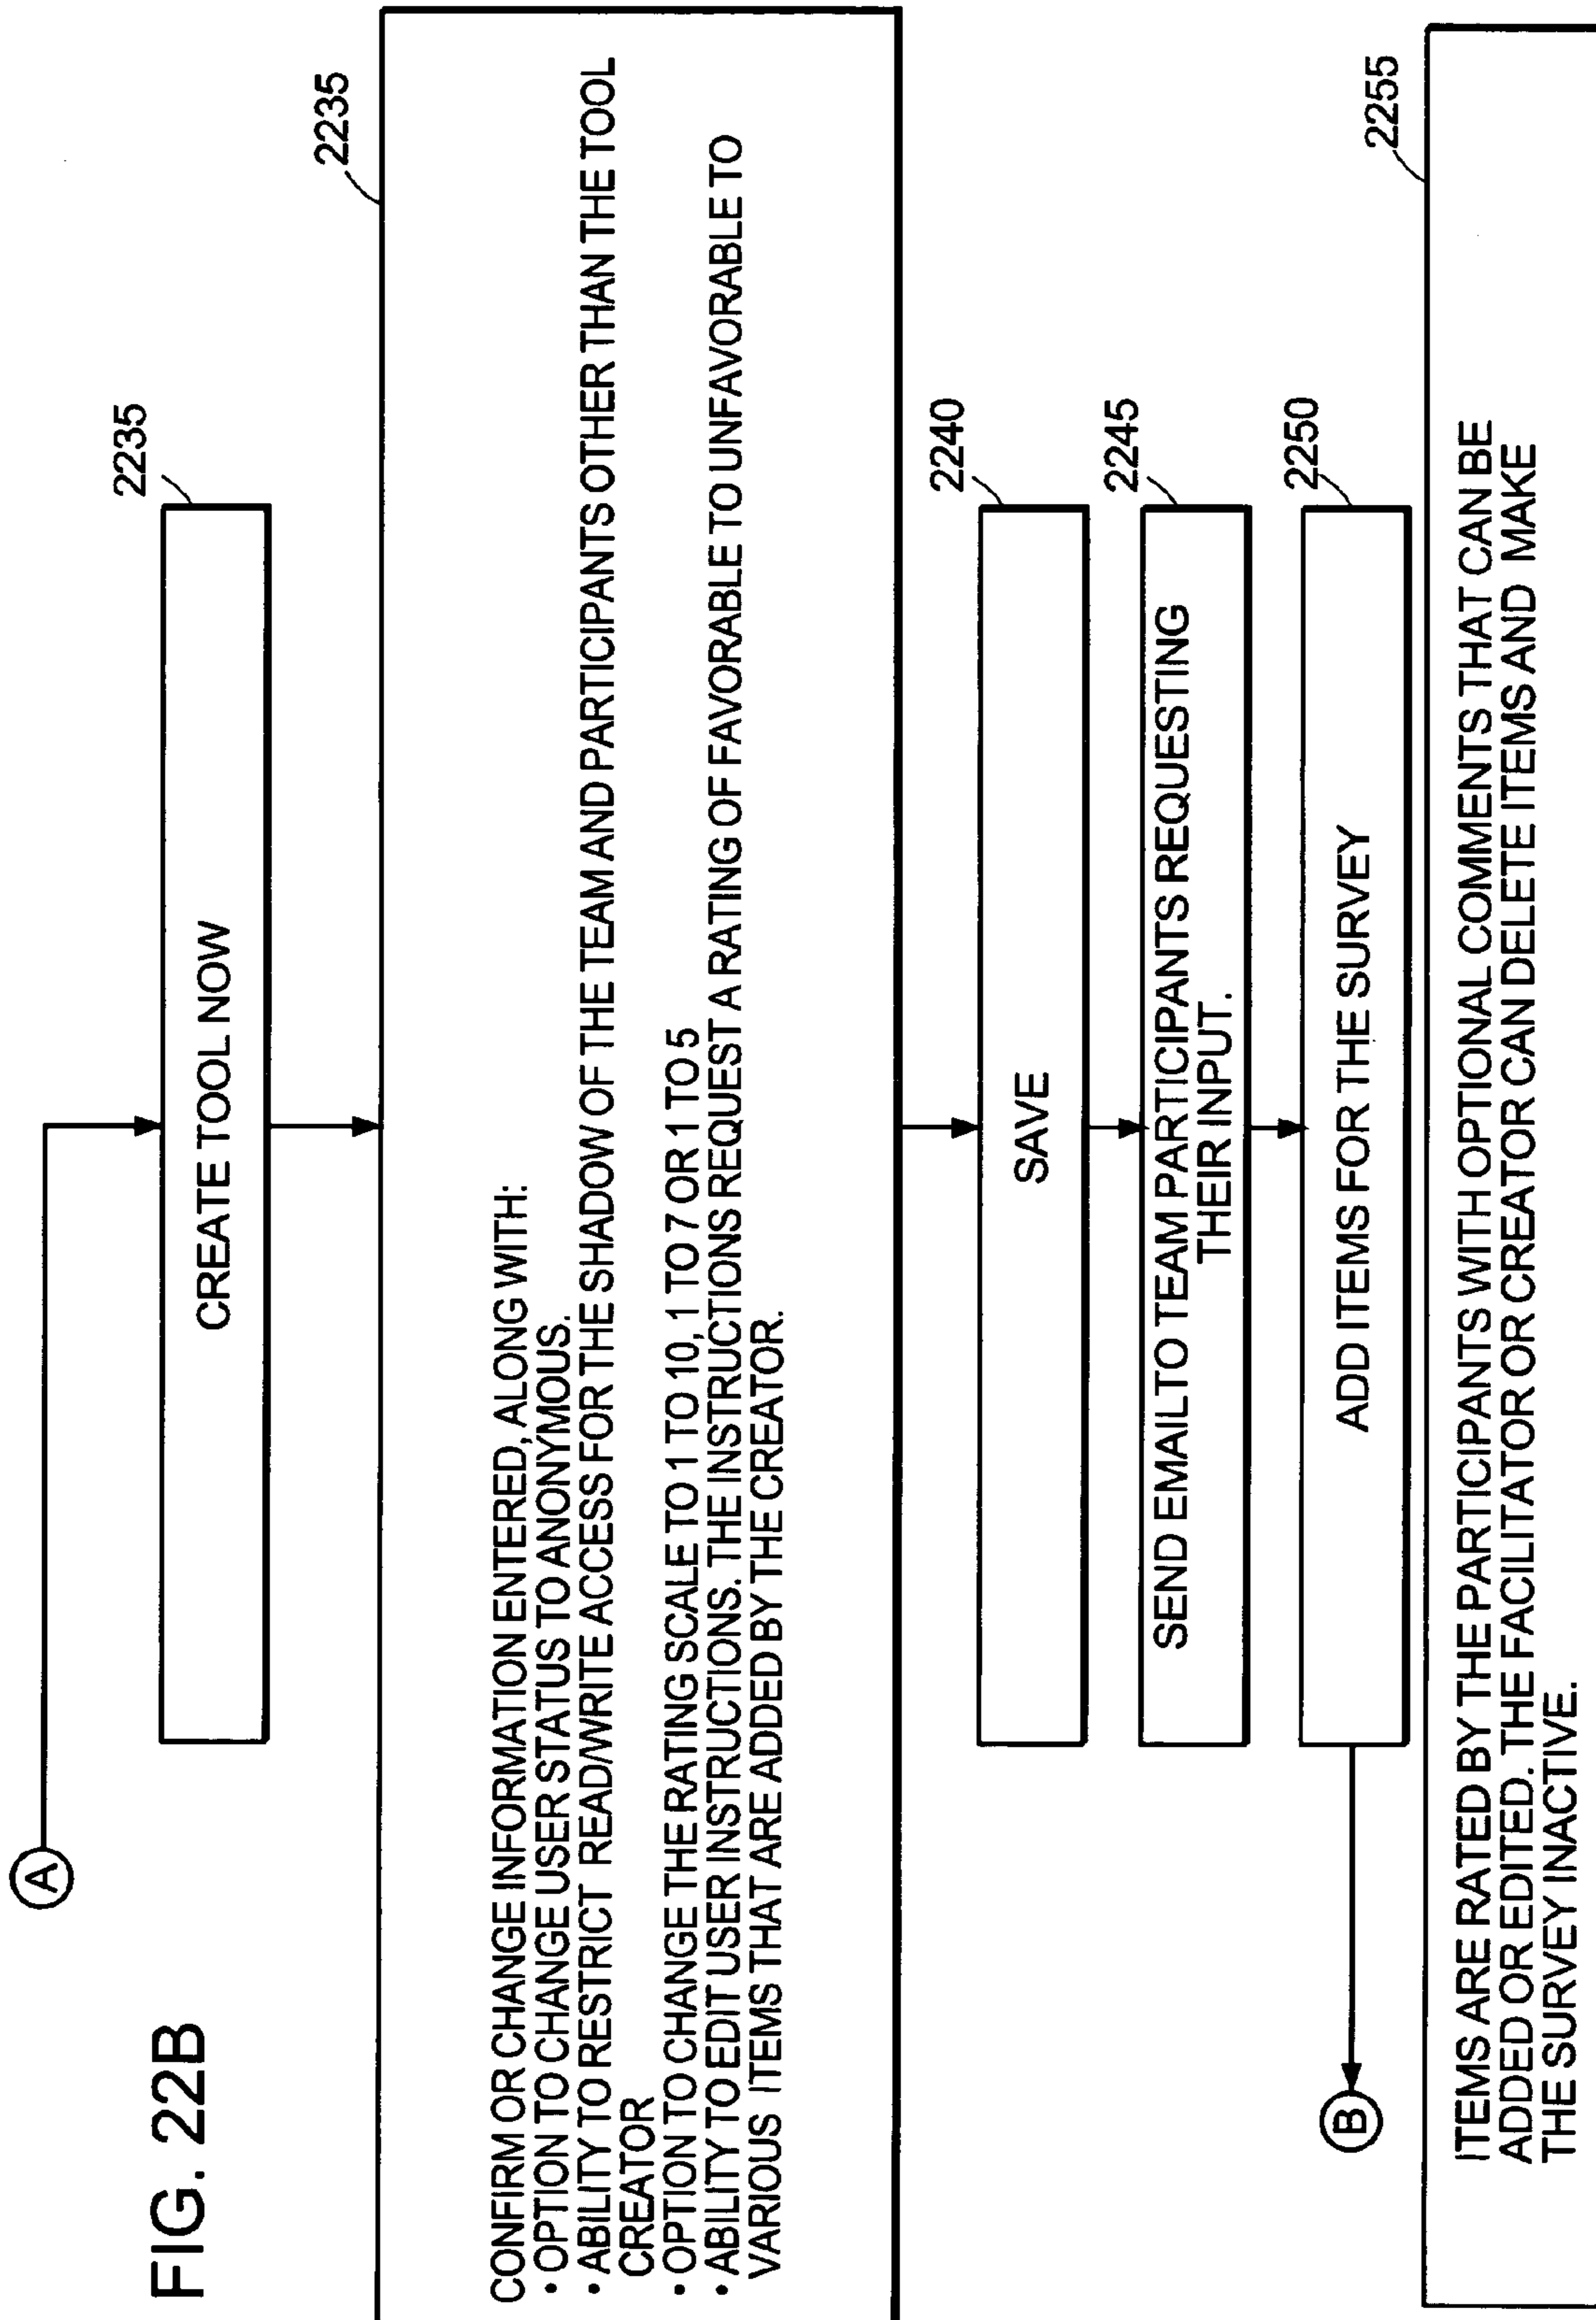 FIG. 22B
A
2235
CREATE TOOL NOW
2235
CONFIRM OR CHANGE INFORMATION ENTERED, ALONG WITH:
• OPTION TO CHANGE USER STATUS TO ANONYMOUS.
• ABILITY TO RESTRICT READ/WRITE ACCESS FOR THE SHADOW OF THE TEAM AND PARTICIPANTS OTHER THAN THE TOOL
CREATOR
• OPTION TO CHANGE THE RATING SCALE TO 1 TO 10, 1 TO 7 OR 1 TO 5
• ABILITY TO EDIT USER INSTRUCTIONS. THE INSTRUCTIONS REQUEST A RATING OF FAVORABLE TO UNFAVORABLE TO
VARIOUS ITEMS THAT ARE ADDED BY THE CREATOR.
2240
SAVE
2245
SEND EMAIL TO TEAM PARTICIPANTS REQUESTING
THEIR INPUT.
2250
ADD ITEMS FOR THE SURVEY
B
2255
ITEMS ARE RATED BY THE PARTICIPANTS WITH OPTIONAL COMMENTS THAT CAN BE
ADDED OR EDITED. THE FACILITATOR OR CREATOR CAN DELETE ITEMS AND MAKE
THE SURVEY INACTIVE.